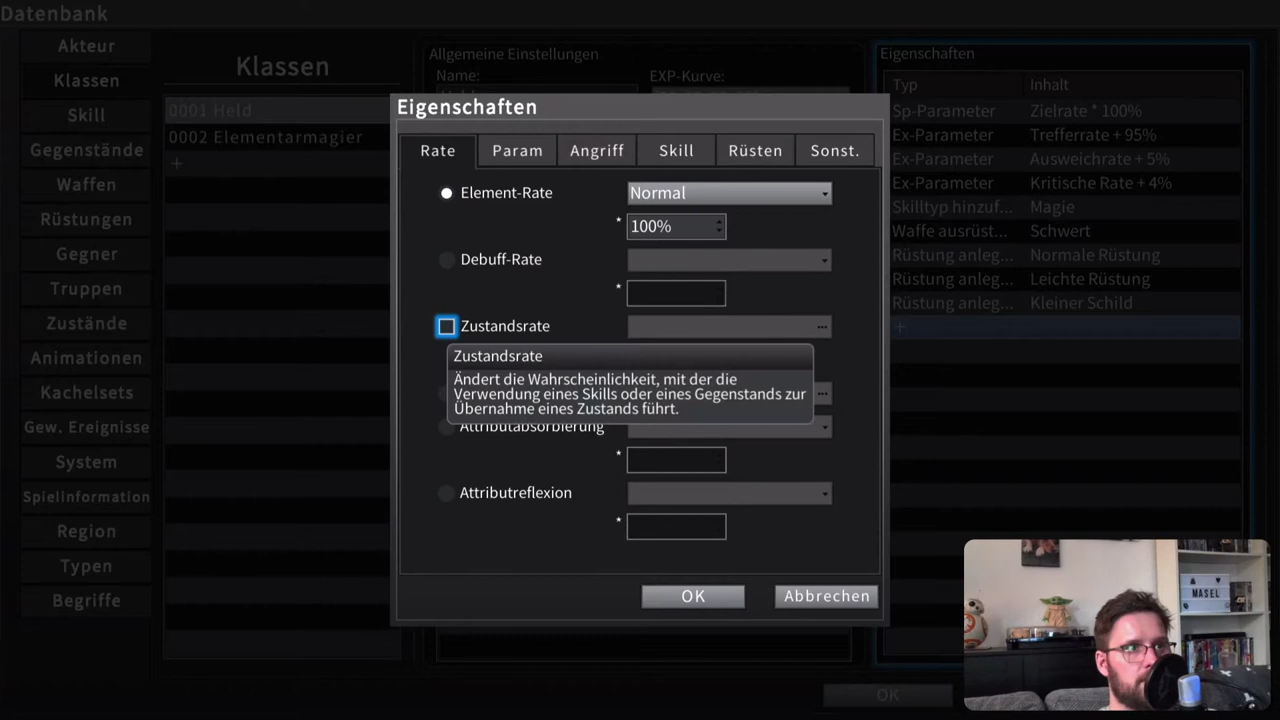 Datenbank
Akteur
Klassen
Skill
Gegenstände
Waffen
Rüstungen
Gegner
Truppen
Zustände
Animationen
Kachelsets
Gew. Ereignisse
System
Spielinformation
Region
Typen
Begriffe
Klassen
0001 Held
0002 Elementarmagier
+
Allgemeine Einstellungen
Name:
EXP-Kurve:
Eigenschaften
Rate
Param
Angriff
Skill
Rüsten
Sonst.
Element-Rate
Normal
* 100%
Debuff-Rate
*
Zustandsrate
...
Zustandsrate
Ändert die Wahrscheinlichkeit, mit der die
Verwendung eines Skills oder eines Gegenstands zur
Übernahme eines Zustands führt.
...
Attributabsorbierung
*
Attributreflexion
*
OK
Abbrechen
Eigenschaften
Typ Inhalt
Sp-Parameter Zielrate * 100%
Ex-Parameter Trefferrate + 95%
Ex-Parameter Ausweichrate + 5%
Ex-Parameter Kritische Rate + 4%
Skilltyp hinzuf... Magie
Waffe ausrüst... Schwert
Rüstung anleg... Normale Rüstung
Rüstung anleg... Leichte Rüstung
Rüstung anleg... Kleiner Schild
+
OK
MASEL